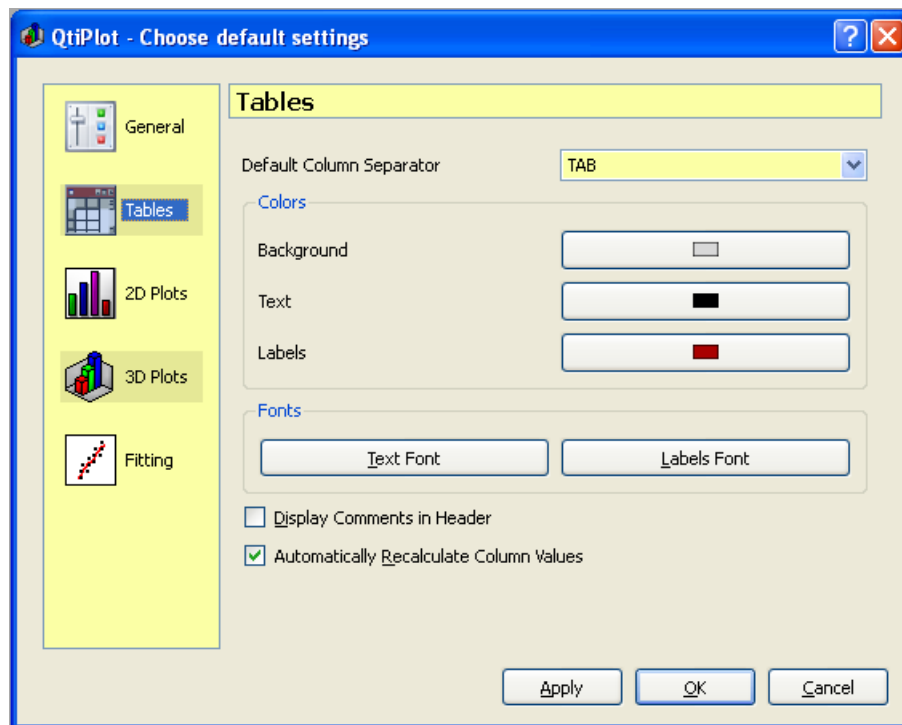 QtiPlot - Choose default settings
General
Tables
2D Plots
3D Plots
Fitting
Tables
Default Column Separator
TAB
Colors
Background
Text
Labels
Fonts
Text Font
Labels Font
Display Comments in Header
Automatically Recalculate Column Values
Apply
OK
Cancel